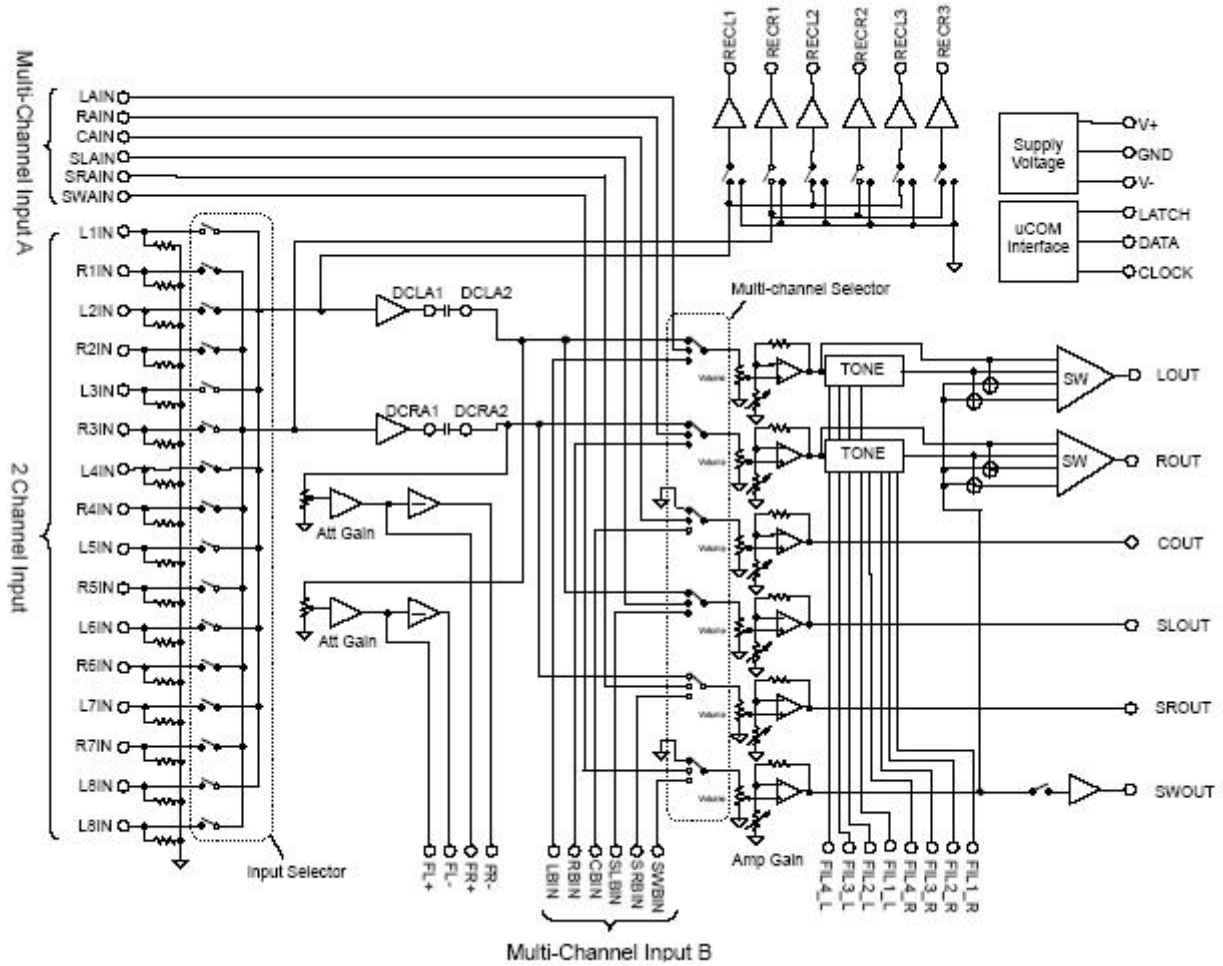 RECL1
RECR1
RECL2
RECR2
RECL3
RECR3
Multi-Channel Input A
LAIN
RAIN
CAIN
SLAIN
SRAIN
SWAIN
Supply
Voltage
V+
GND
V-
uCOM
Interface
LATCH
DATA
CLOCK
2 Channel Input
L1IN
R1IN
L2IN
R2IN
L3IN
R3IN
L4IN
R4IN
L5IN
R5IN
L6IN
R6IN
L7IN
R7IN
L8IN
L8IN
Input Selector
DCLA1 DCLA2
DCRA1 DCRA2
Att Gain
Att Gain
FL+
FL-
FR+
FR-
Multi-channel Selector
Volume
Volume
Volume
Volume
Volume
Volume
TONE
TONE
SW
SW
LOUT
ROUT
COUT
SLOUT
SROUT
SWOUT
Amp Gain
LBIN
RBIN
CBIN
SLBIN
SRBIN
SWBIN
Multi-Channel Input B
FIL4_L
FIL3_L
FIL2_L
FIL1_L
FIL4_R
FIL3_R
FIL2_R
FIL1_R